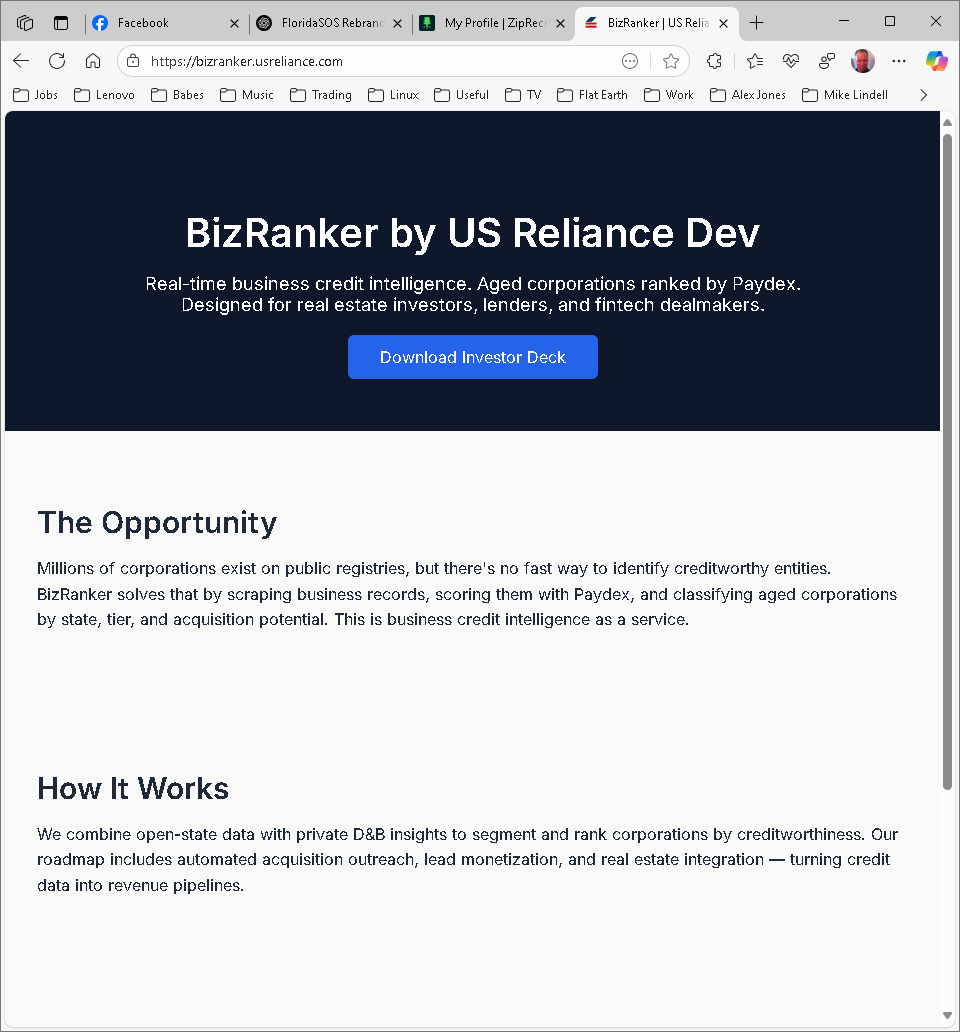 Facebook
FloridaSOS Rebran
My Profile | ZipRec
BizRanker | US Relia
https://bizranker.usreliance.com
Jobs
Lenovo
Babes
Music
Trading
Linux
Useful
TV
Flat Earth
Work
Alex Jones
Mike Lindell
BizRanker by US Reliance Dev
Real-time business credit intelligence. Aged corporations ranked by Paydex.
Designed for real estate investors, lenders, and fintech dealmakers.
Download Investor Deck
The Opportunity
Millions of corporations exist on public registries, but there's no fast way to identify creditworthy entities.
BizRanker solves that by scraping business records, scoring them with Paydex, and classifying aged corporations
by state, tier, and acquisition potential. This is business credit intelligence as a service.
How It Works
We combine open-state data with private D&B insights to segment and rank corporations by creditworthiness. Our
roadmap includes automated acquisition outreach, lead monetization, and real estate integration — turning credit
data into revenue pipelines.